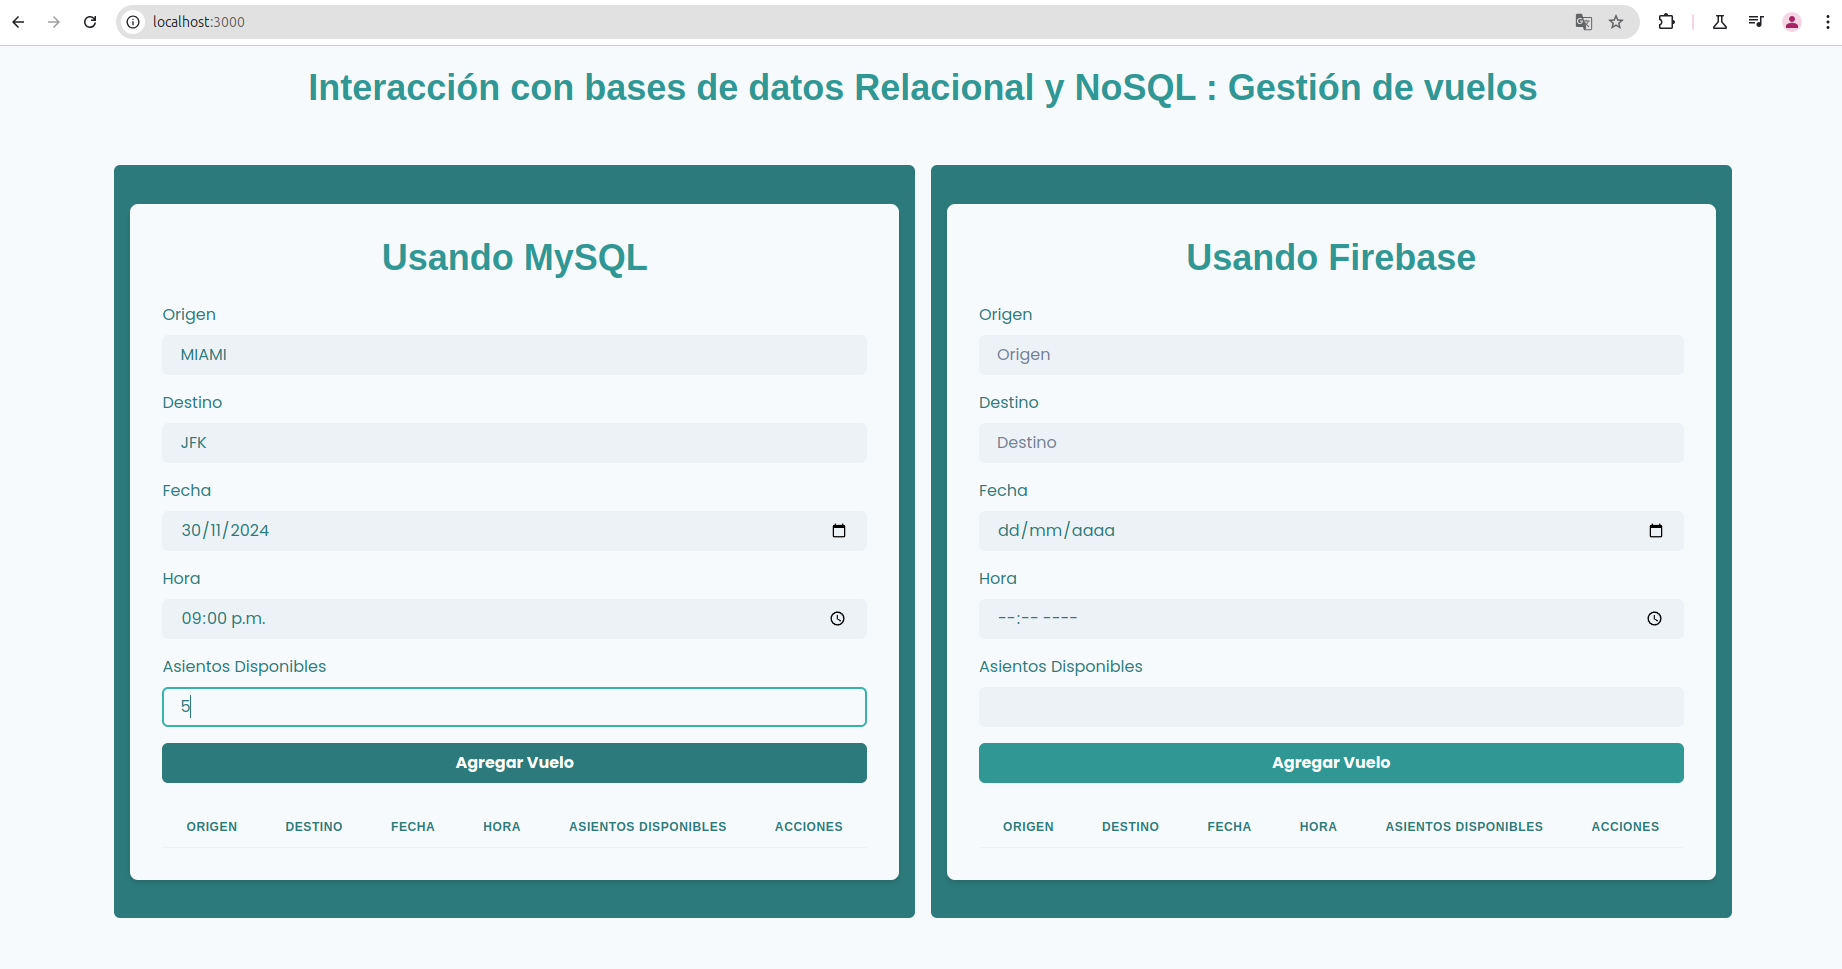 localhost:3000
Interacción con bases de datos Relacional y NoSQL : Gestión de vuelos
Usando MySQL
Origen
MIAMI
Destino
JFK
Fecha
30/11/2024
Hora
09:00 p.m.
Asientos Disponibles
5
Agregar Vuelo
ORIGEN DESTINO FECHA HORA ASIENTOS DISPONIBLES ACCIONES
Usando Firebase
Origen
Origen
Destino
Destino
Fecha
dd/mm/aaaa
Hora
--:-- ----
Asientos Disponibles
Agregar Vuelo
ORIGEN DESTINO FECHA HORA ASIENTOS DISPONIBLES ACCIONES